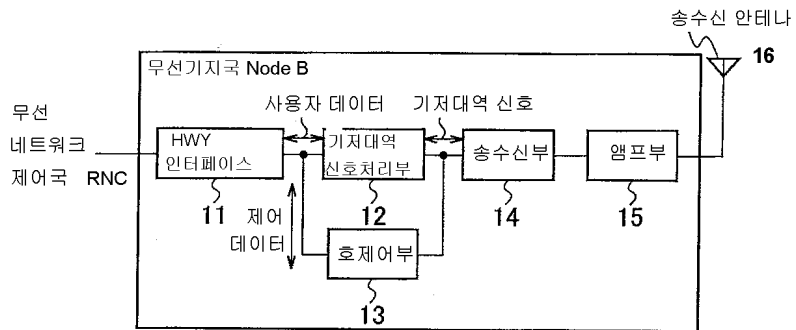 송수신 안테나
16
무선기지국 Node B
무선
네트워크
제어국 RNC
사용자 데이터
기저대역 신호
HWY
인터페이스
기저대역
신호처리부
송수신부
앰프부
11
12
14
15
제어
데이터
호제어부
13